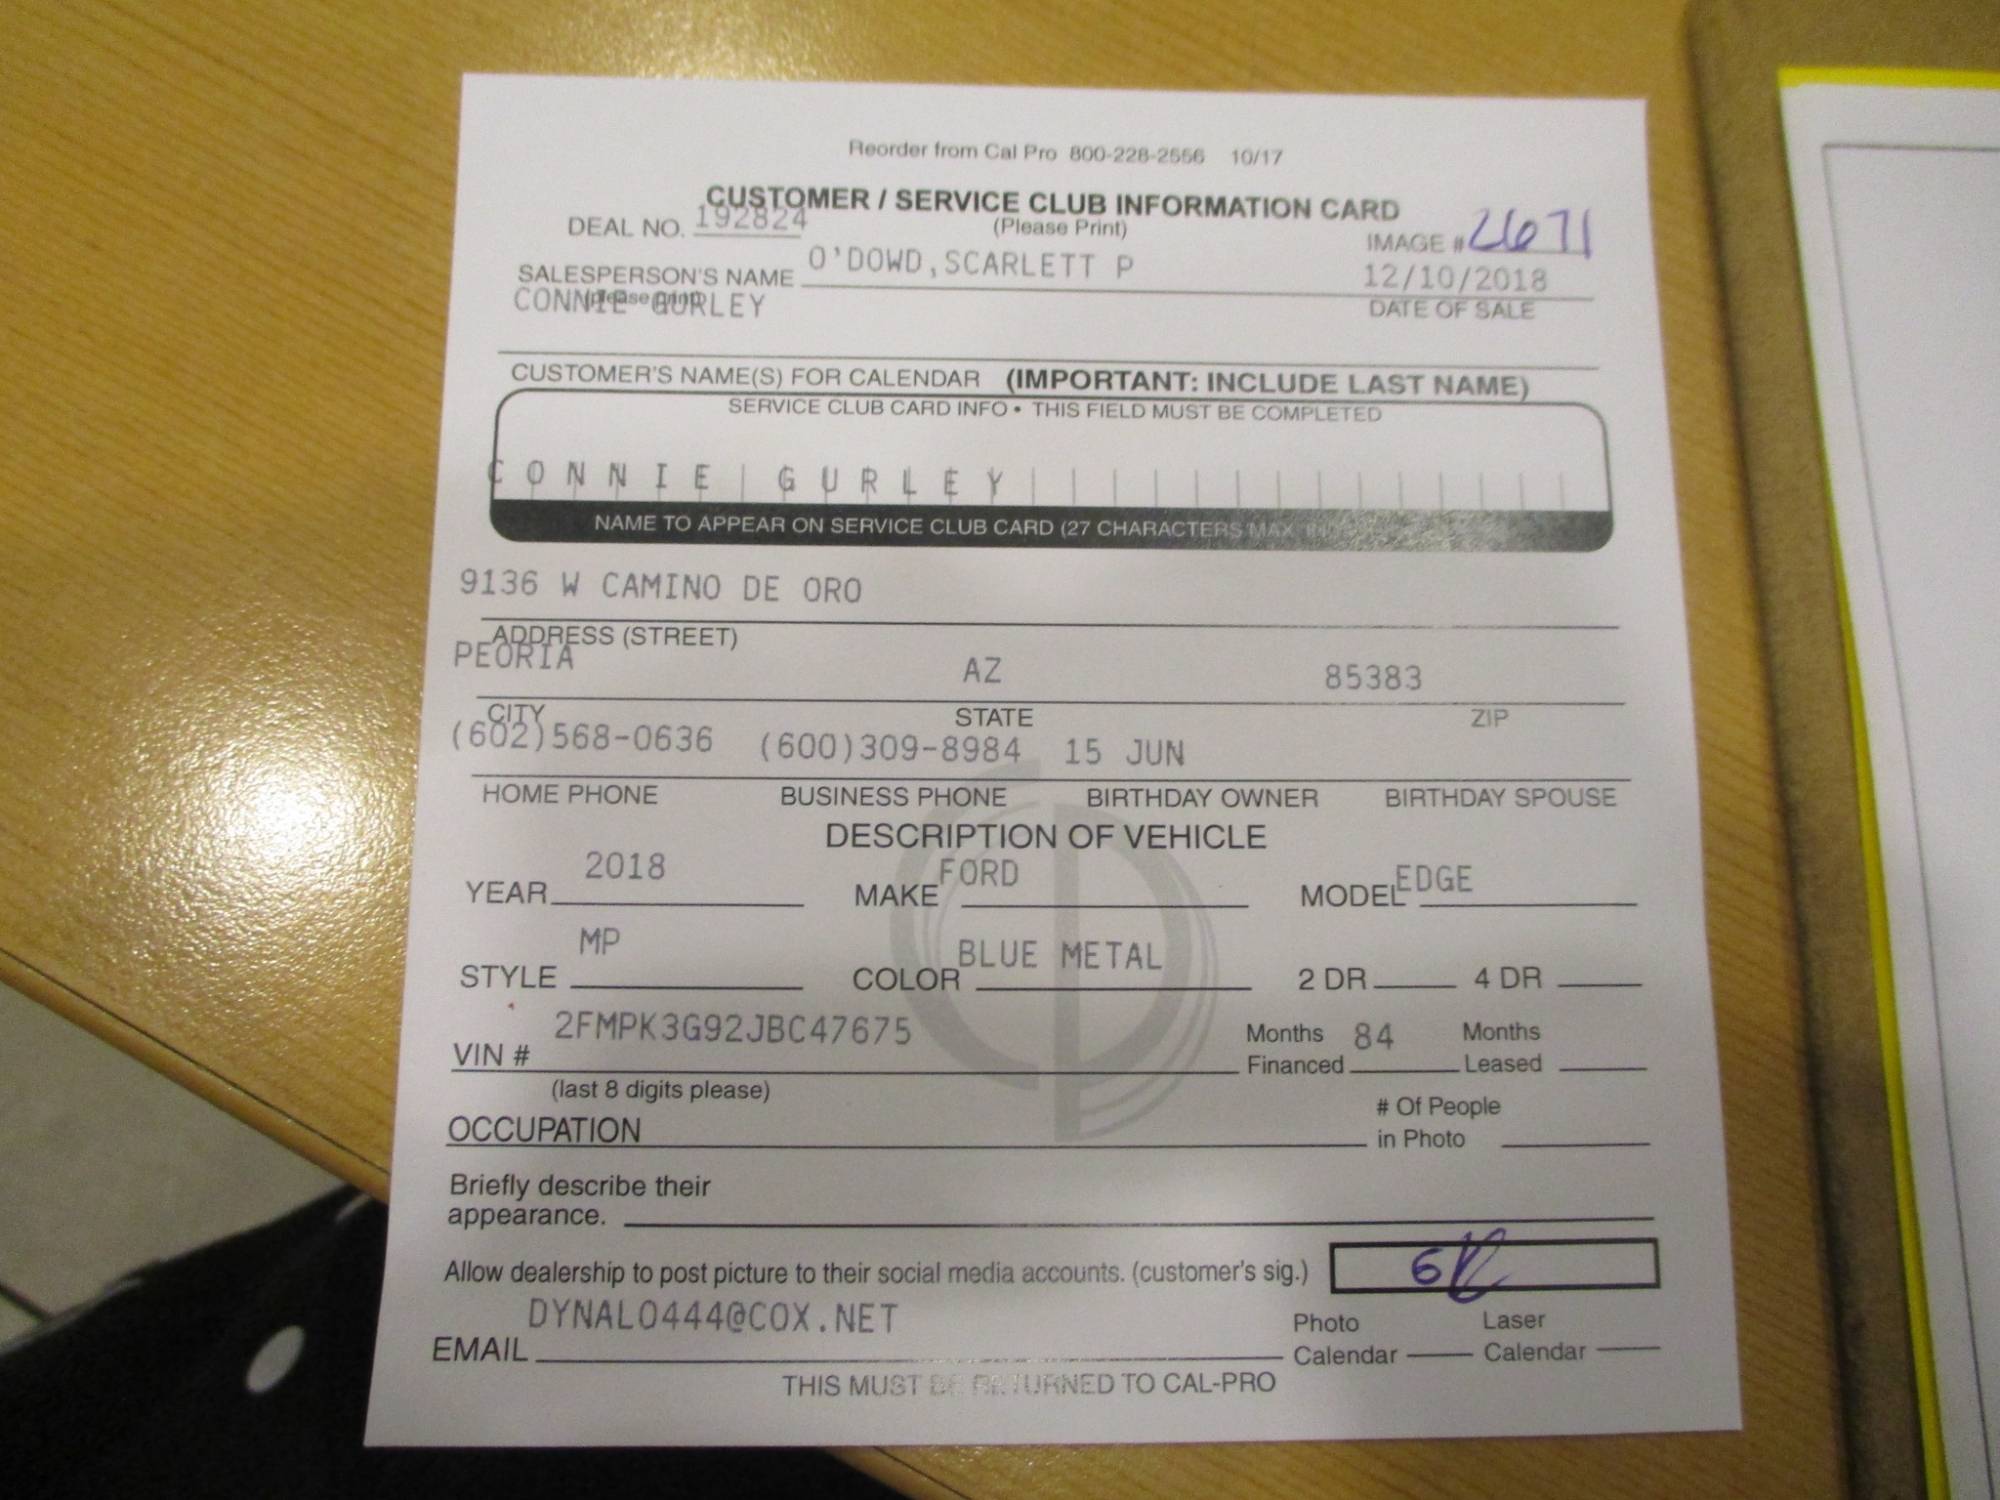 Reorder from Cal Pro 800-228-2556 10/17
CUSTOMER / SERVICE CLUB INFORMATION CARD
DEAL NO. 192824 (Please Print) IMAGE # 2671
SALESPERSON'S NAME O'DOWD,SCARLETT P 12/10/2018
(please print) DATE OF SALE
CONNIE GURLEY
CUSTOMER'S NAME(S) FOR CALENDAR (IMPORTANT: INCLUDE LAST NAME)
SERVICE CLUB CARD INFO • THIS FIELD MUST BE COMPLETED
CONNIE GURLEY
NAME TO APPEAR ON SERVICE CLUB CARD (27 CHARACTERS MAX
9136 W CAMINO DE ORO
ADDRESS (STREET)
PEORIA AZ 85383
CITY STATE ZIP
(602)568-0636 (600)309-8984 15 JUN
HOME PHONE BUSINESS PHONE BIRTHDAY OWNER BIRTHDAY SPOUSE
DESCRIPTION OF VEHICLE
YEAR 2018 MAKE FORD MODEL EDGE
STYLE MP COLOR BLUE METAL 2 DR 4 DR
VIN # 2FMPK3G92JBC47675 Months Financed 84 Months Leased
(last 8 digits please)
OCCUPATION # Of People in Photo
Briefly describe their
appearance.
Allow dealership to post picture to their social media accounts. (customer's sig.)
EMAIL DYNALO444@COX.NET Photo Calendar Laser Calendar
THIS MUST BE RETURNED TO CAL-PRO